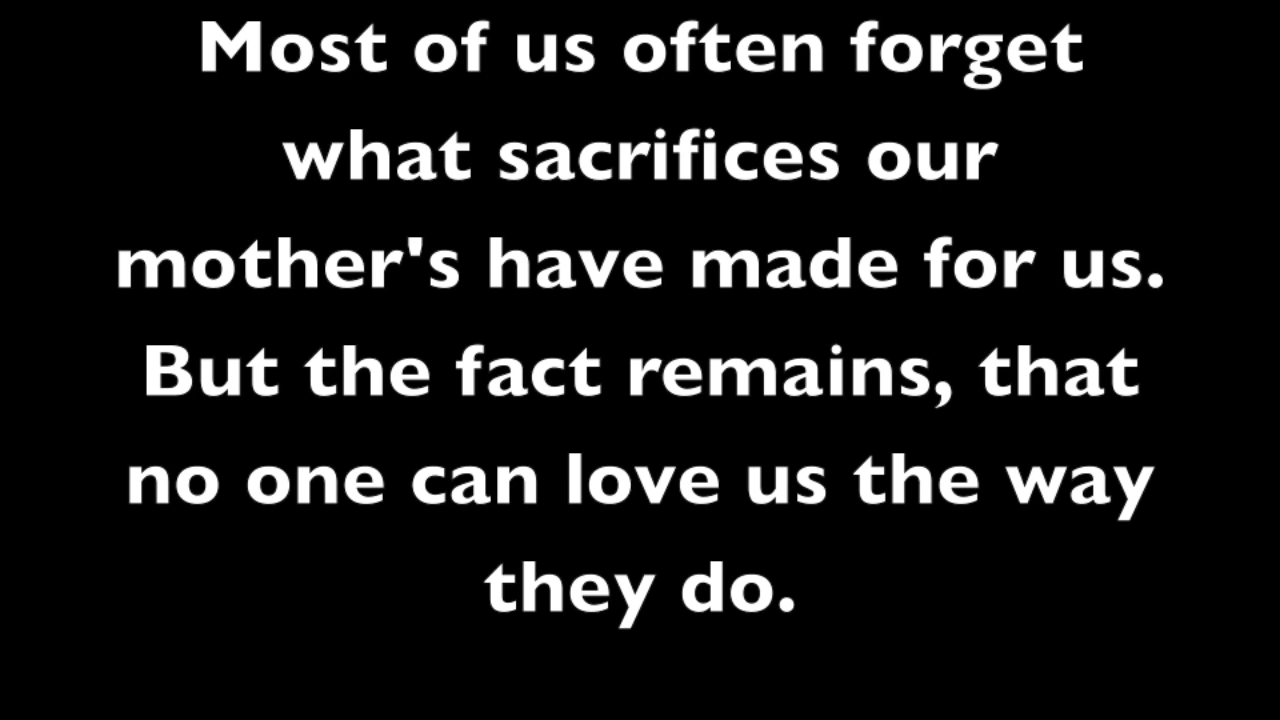 Most of us often forget
what sacrifices our
mother's have made for us.
But the fact remains, that
no one can love us the way
they do.